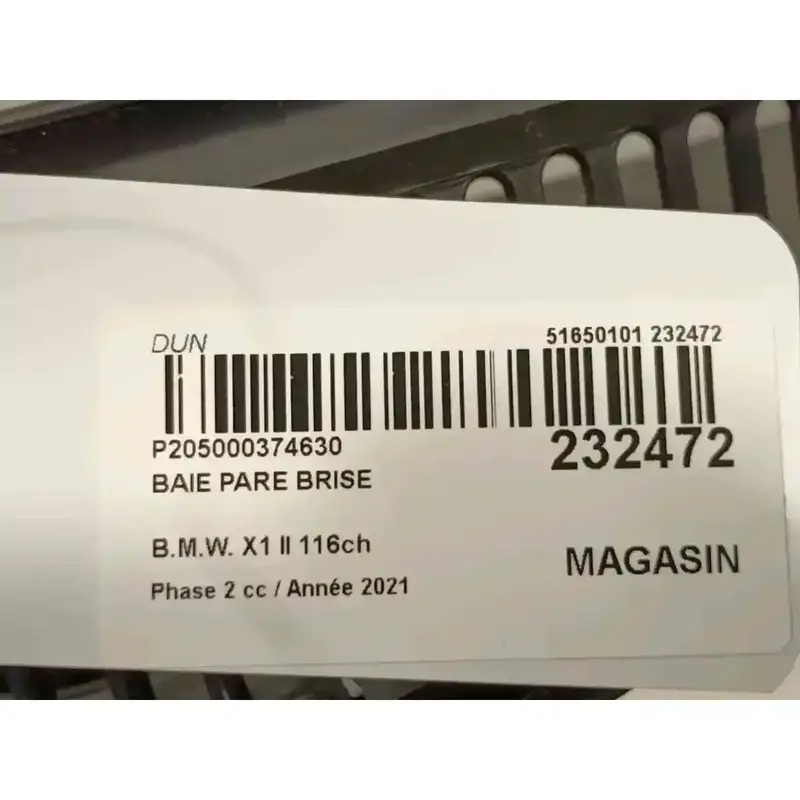 DUN 51650101 232472
P205000374630 232472
BAIE PARE BRISE
B.M.W. X1 II 116ch
MAGASIN
Phase 2 cc / Année 2021